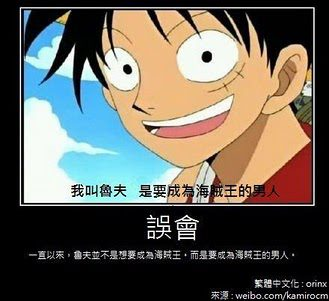 我叫魯夫 是要成為海賊王的男人
誤會
一直以來，魯夫並不是想要成為海賊王，而是要成為海賊王的男人。
繁體中文化：orinx
來源：weibo.com/kamirocm